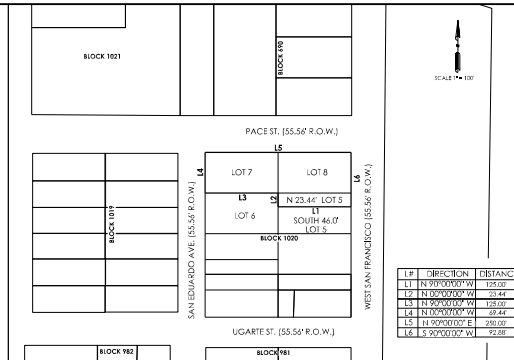 BLOCK 1021
BLOCK 690
SCALE 1"= 100'
PACE ST. (55.56' R.O.W.)
L5
L4
L6
LOT 7
LOT 8
L3
L2
N 23.44' LOT 5
LOT 6
L1
SOUTH 46.0'
LOT 5
BLOCK 1019
BLOCK 1020
SAN EDUARDO AVE. (55.56' R.O.W.)
WEST SAN FRANCISCO (55.56' R.O.W.)
UGARTE ST. (55.56' R.O.W.)
BLOCK 982
BLOCK 981
L# DIRECTION DISTANC
L1 N 90°00'00" W 125.00'
L2 N 00°00'00" W 23.44'
L3 N 90°00'00" W 125.00'
L4 N 00°00'00" W 69.44'
L5 N 90°00'00" E 250.00'
L6 S 90°00'00" W 92.88'